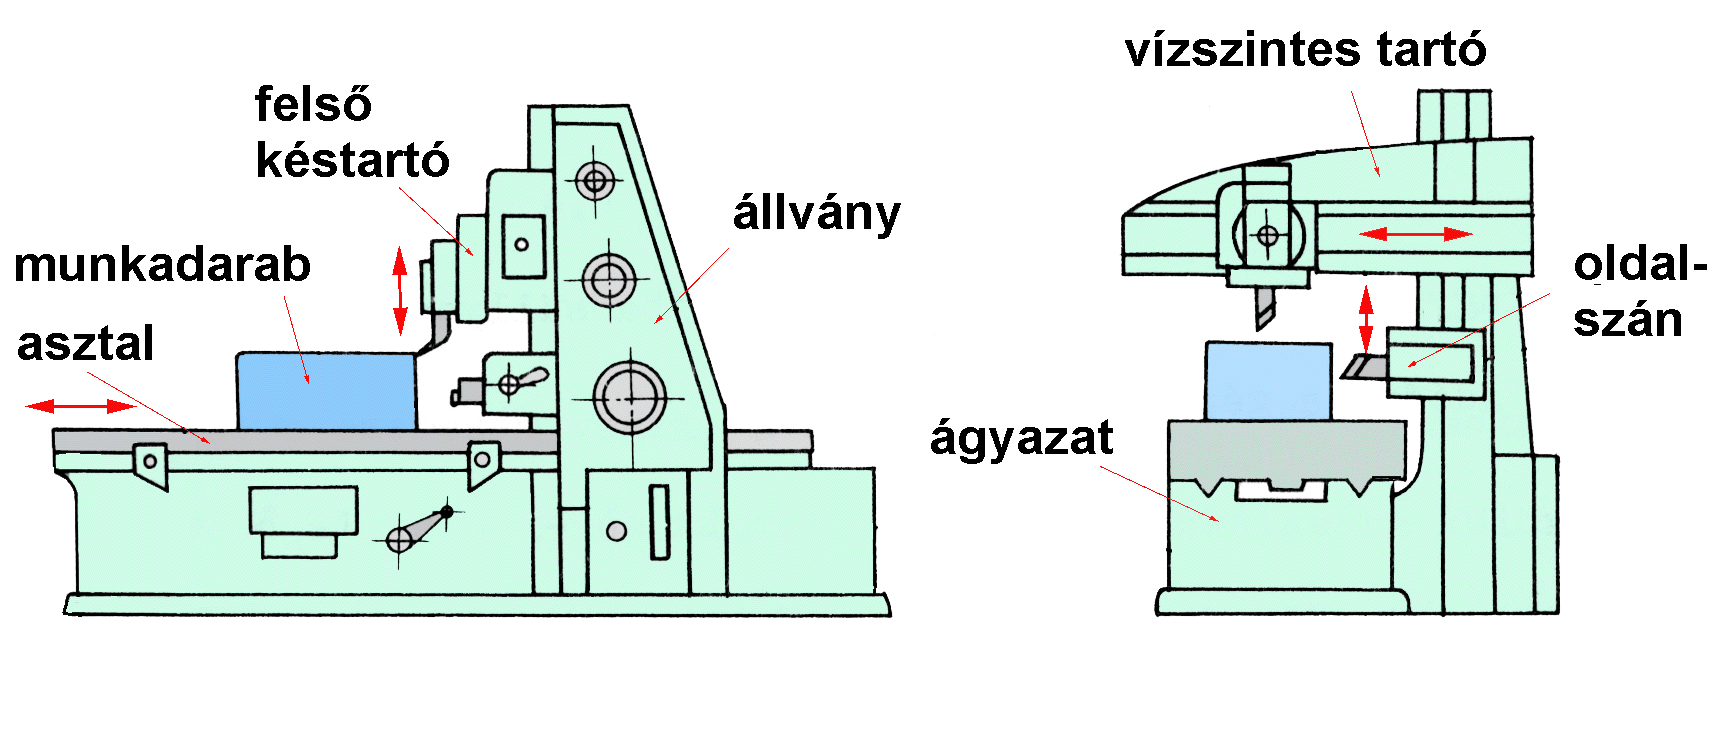 felső
késtartó
munkadarab
asztal
állvány
vízszintes tartó
oldal-
szán
ágyazat